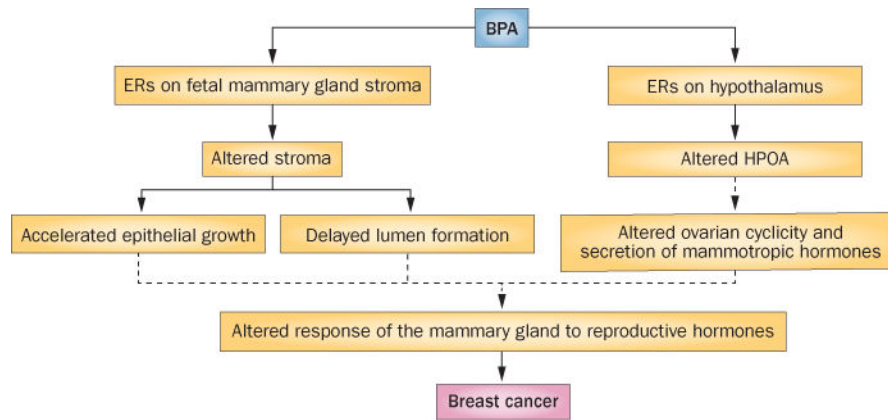 BPA
ERs on fetal mammary gland stroma
ERs on hypothalamus
Altered stroma
Altered HPOA
Accelerated epithelial growth
Delayed lumen formation
Altered ovarian cyclicity and
secretion of mammotropic hormones
Altered response of the mammary gland to reproductive hormones
Breast cancer